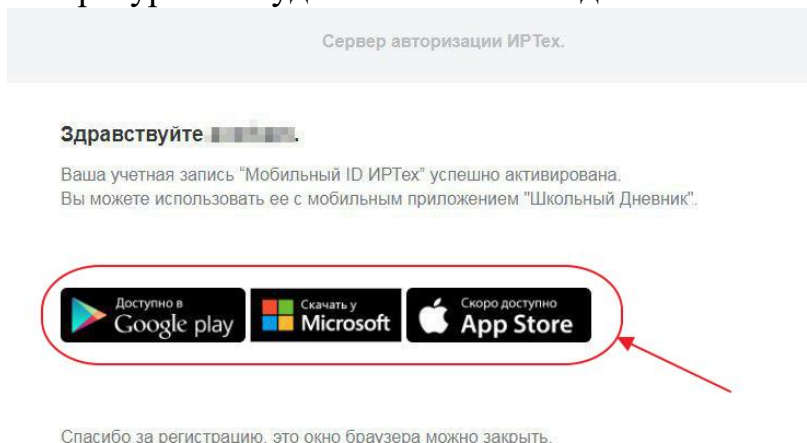 Сервер авторизации ИРТех.
Здравствуйте
Ваша учетная запись “Мобильный ID ИРТех” успешно активирована.
Вы можете использовать ее с мобильным приложением "Школьный Дневник".
Доступно в
Google play
Скачать у
Microsoft
Скоро доступно
App Store
Спасибо за регистрацию, это окно браузера можно закрыть.